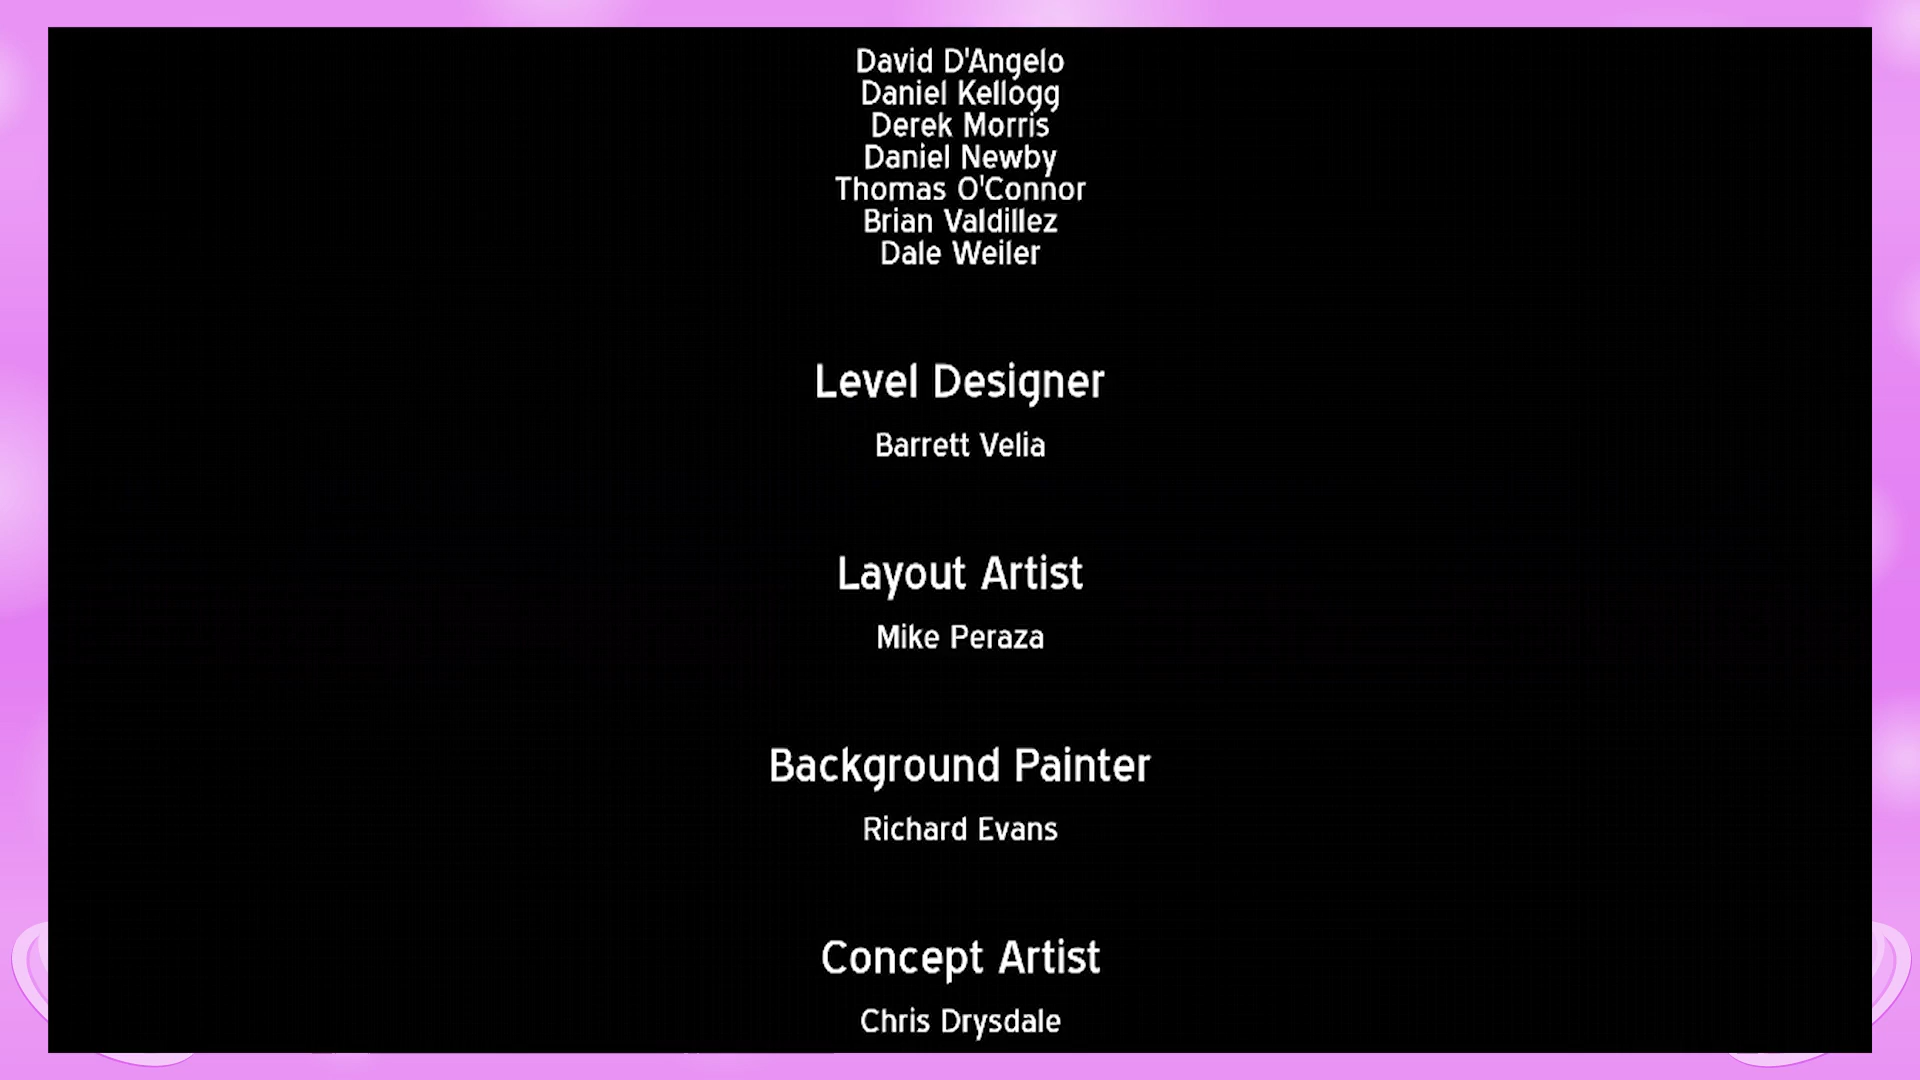 David D'Angelo
Daniel Kellogg
Derek Morris
Daniel Newby
Thomas O'Connor
Brian Valdillez
Dale Weiler
Level Designer
Barrett Velia
Layout Artist
Mike Peraza
Background Painter
Richard Evans
Concept Artist
Chris Drysdale